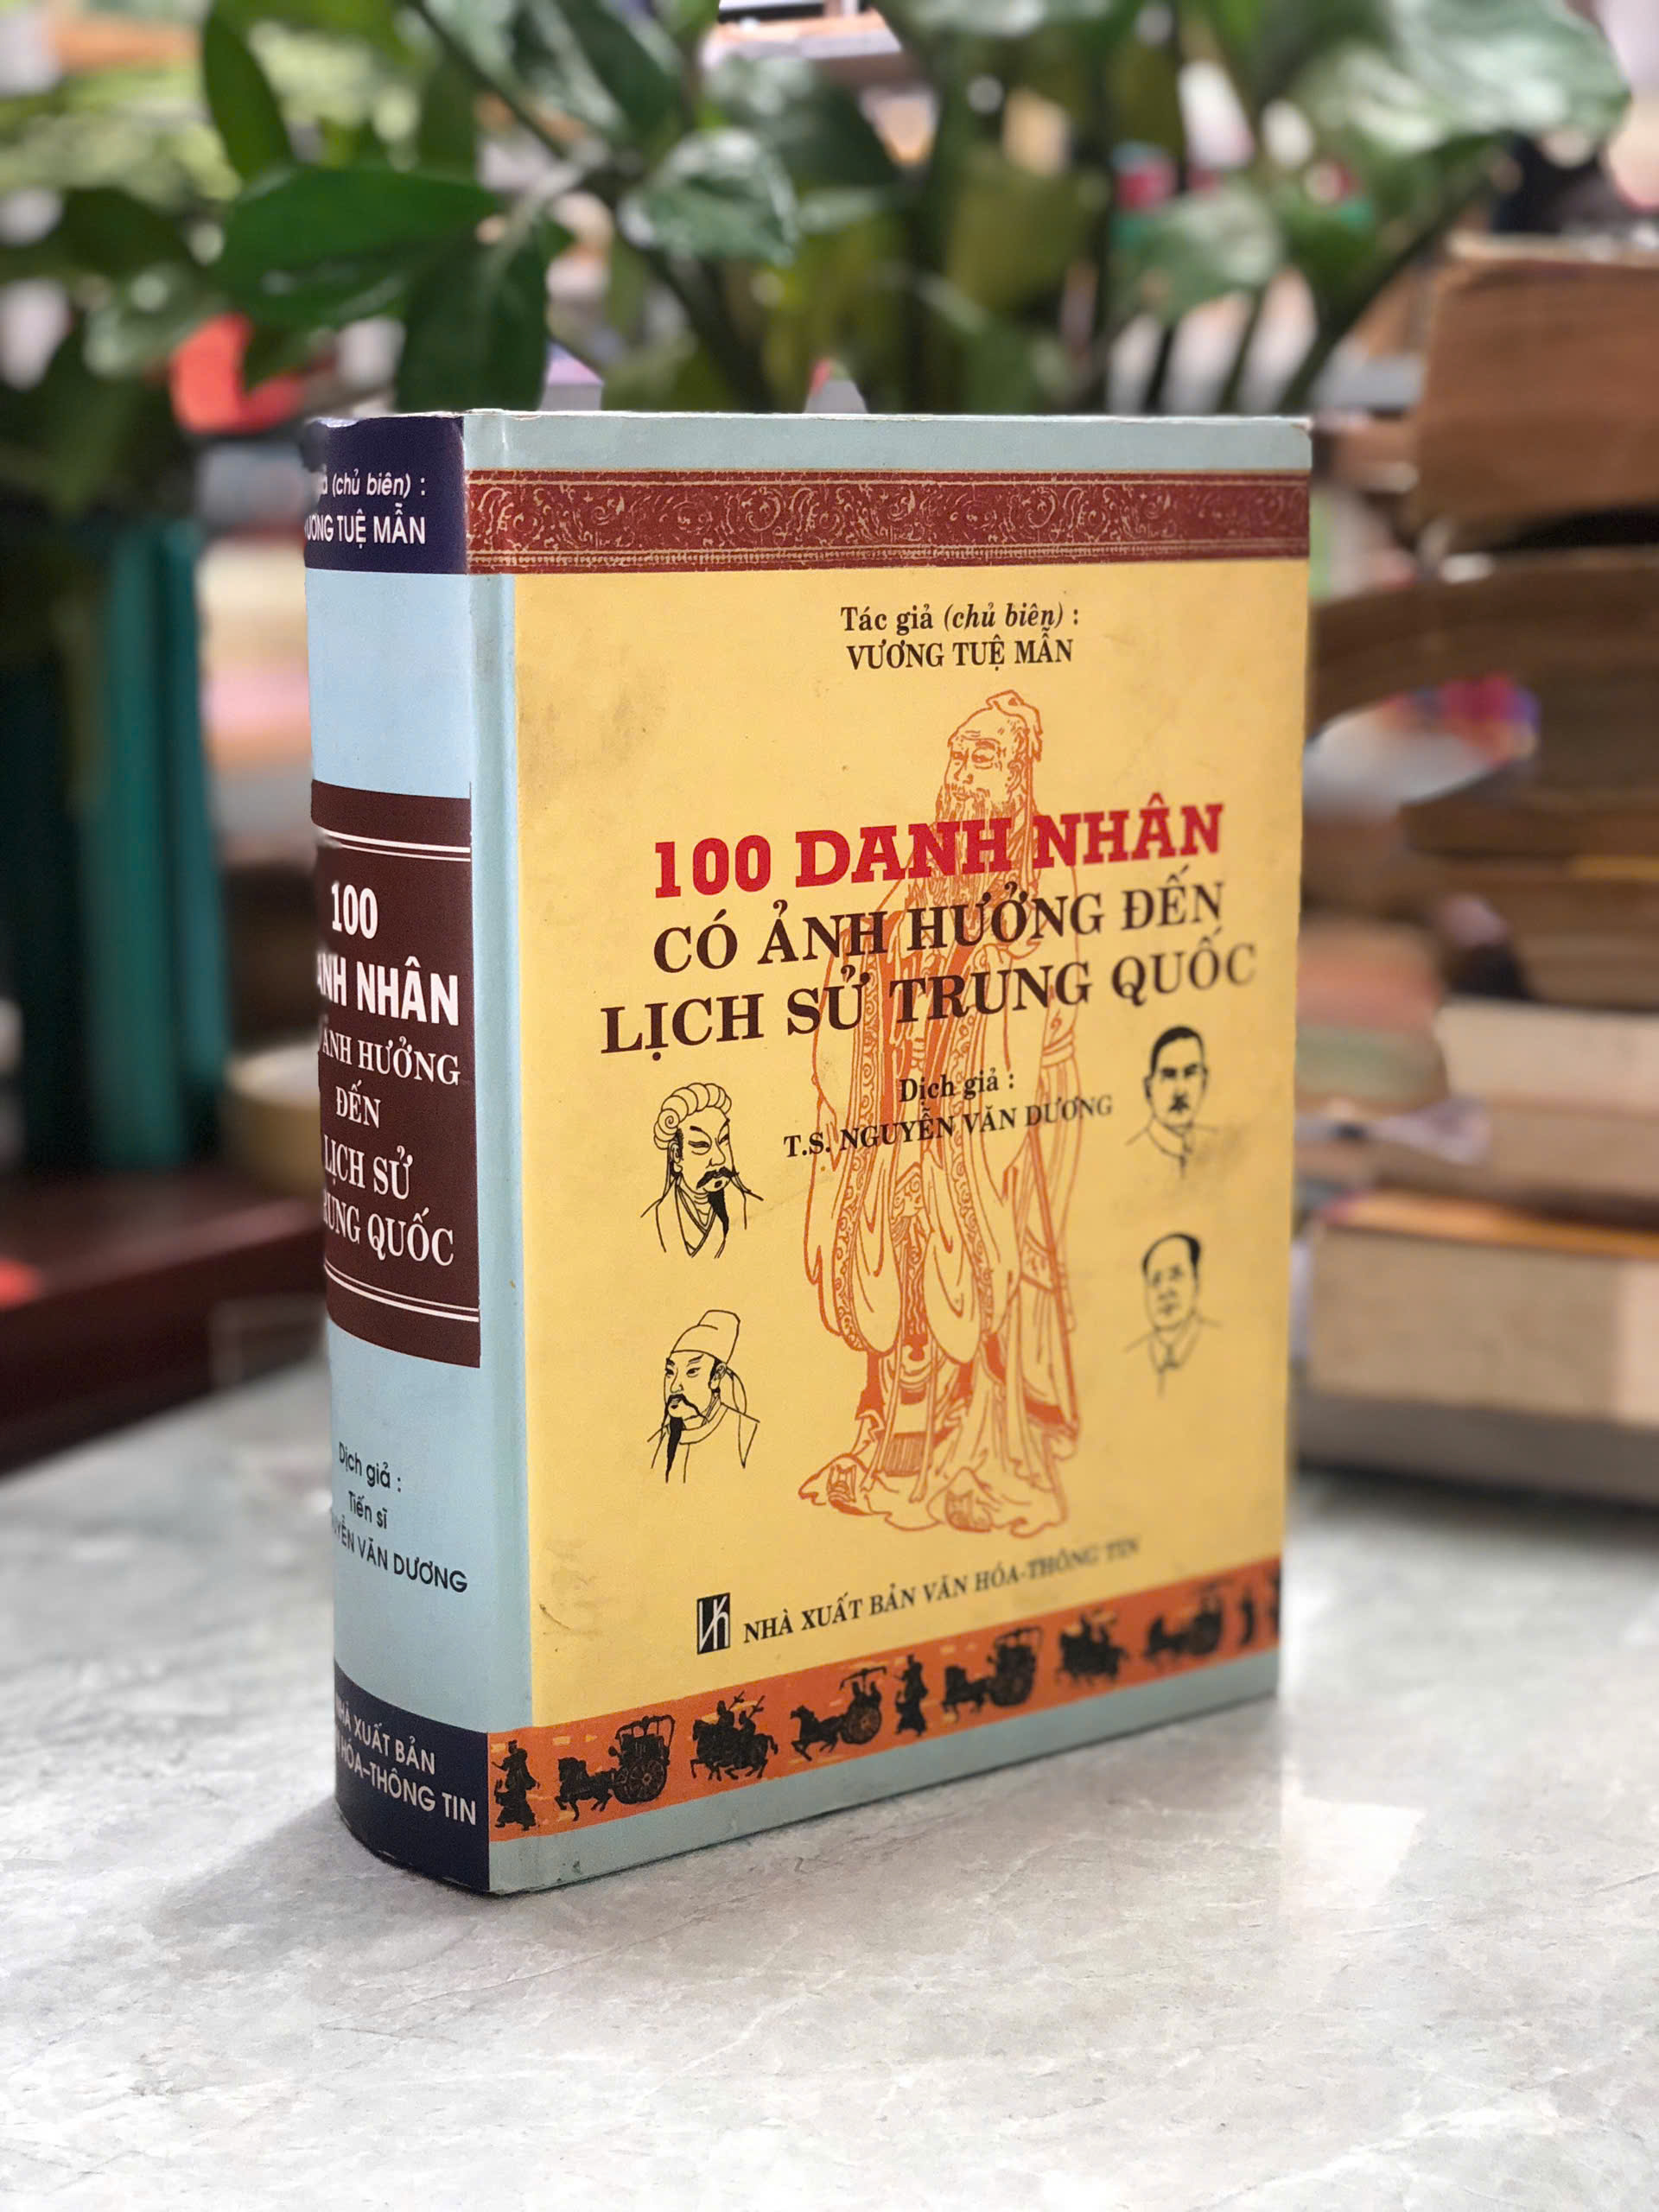 (chủ biên) :
TUỆ MẪN
100
NHÂN
ẢNH HƯỞNG
ĐẾN
LỊCH SỬ
QUỐC
Dịch giả :
Tiến sĩ
VĂN DƯƠNG
NHÀ XUẤT BẢN
HÓA-THÔNG TIN
Tác giả (chủ biên) :
VƯƠNG TUỆ MẪN
100 DANH NHÂN
CÓ ẢNH HƯỞNG ĐẾN
LỊCH SỬ TRUNG QUỐC
Dịch giả :
T.S. NGUYỄN VĂN DƯƠNG
NHÀ XUẤT BẢN VĂN HÓA-THÔNG TIN